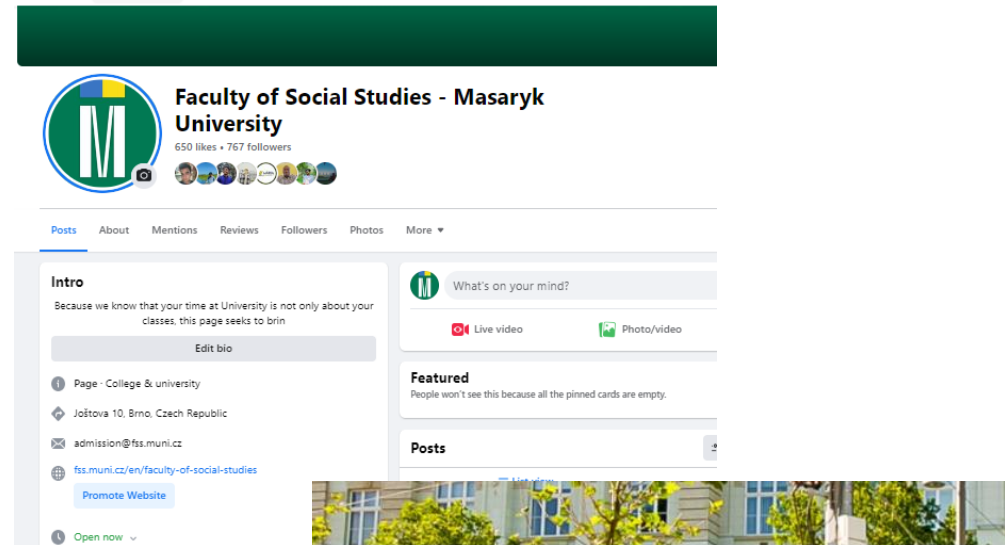 Faculty of Social Studies - Masaryk
University
650 likes • 767 followers
Posts About Mentions Reviews Followers Photos More
Intro
Because we know that your time at University is not only about your
classes, this page seeks to brin
Edit bio
Page · College & university
Joštova 10, Brno, Czech Republic
admission@fss.muni.cz
fss.muni.cz/en/faculty-of-social-studies
Promote Website
Open now
What's on your mind?
Live video Photo/video
Featured
People won't see this because all the pinned cards are empty.
Posts
List view